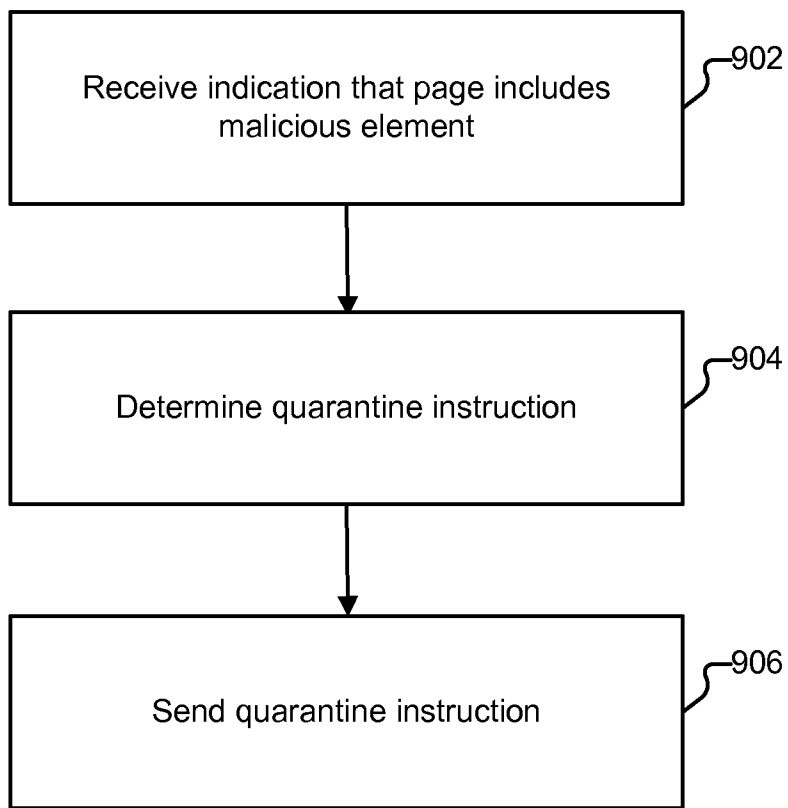 Receive indication that page includes
malicious element
902
Determine quarantine instruction
904
Send quarantine instruction
906